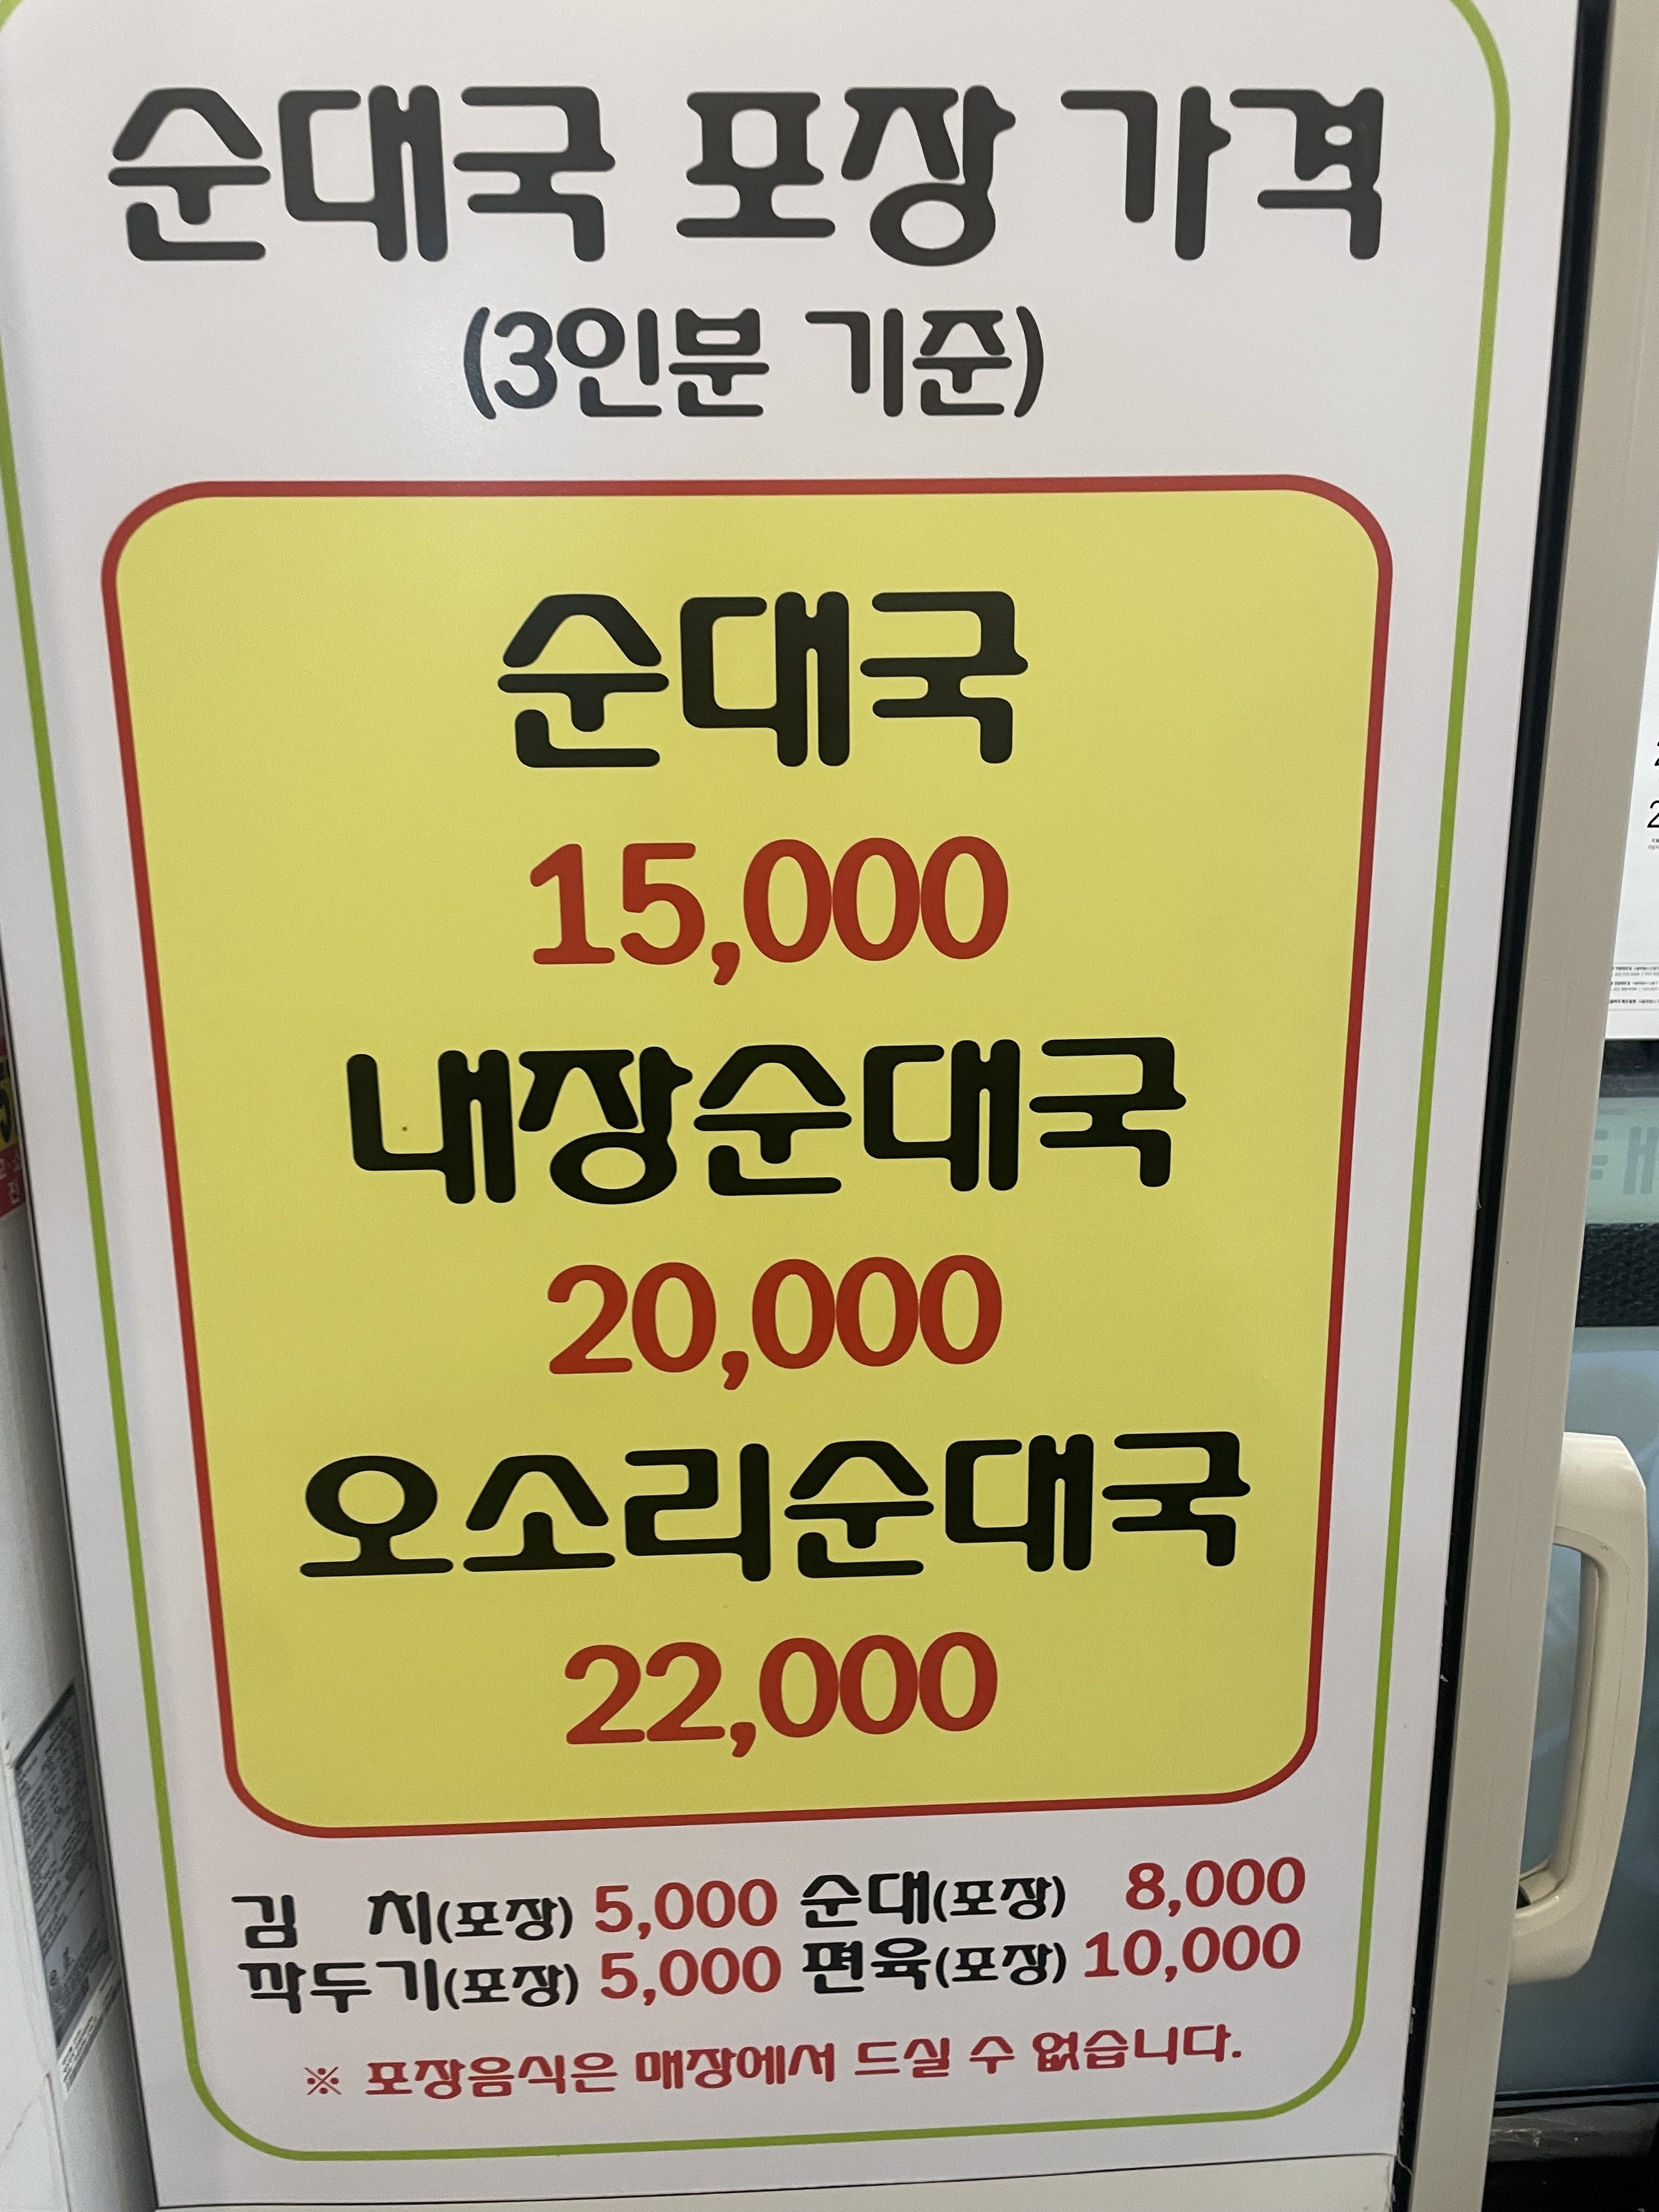 순대국 포장 가격
(3인분 기준)
순대국
15,000
내장순대국
20,000
오소리순대국
22,000
김 치(포장) 5,000 순대(포장) 8,000
깍두기(포장) 5,000 편육(포장) 10,000
※ 포장음식은 매장에서 드실 수 없습니다.